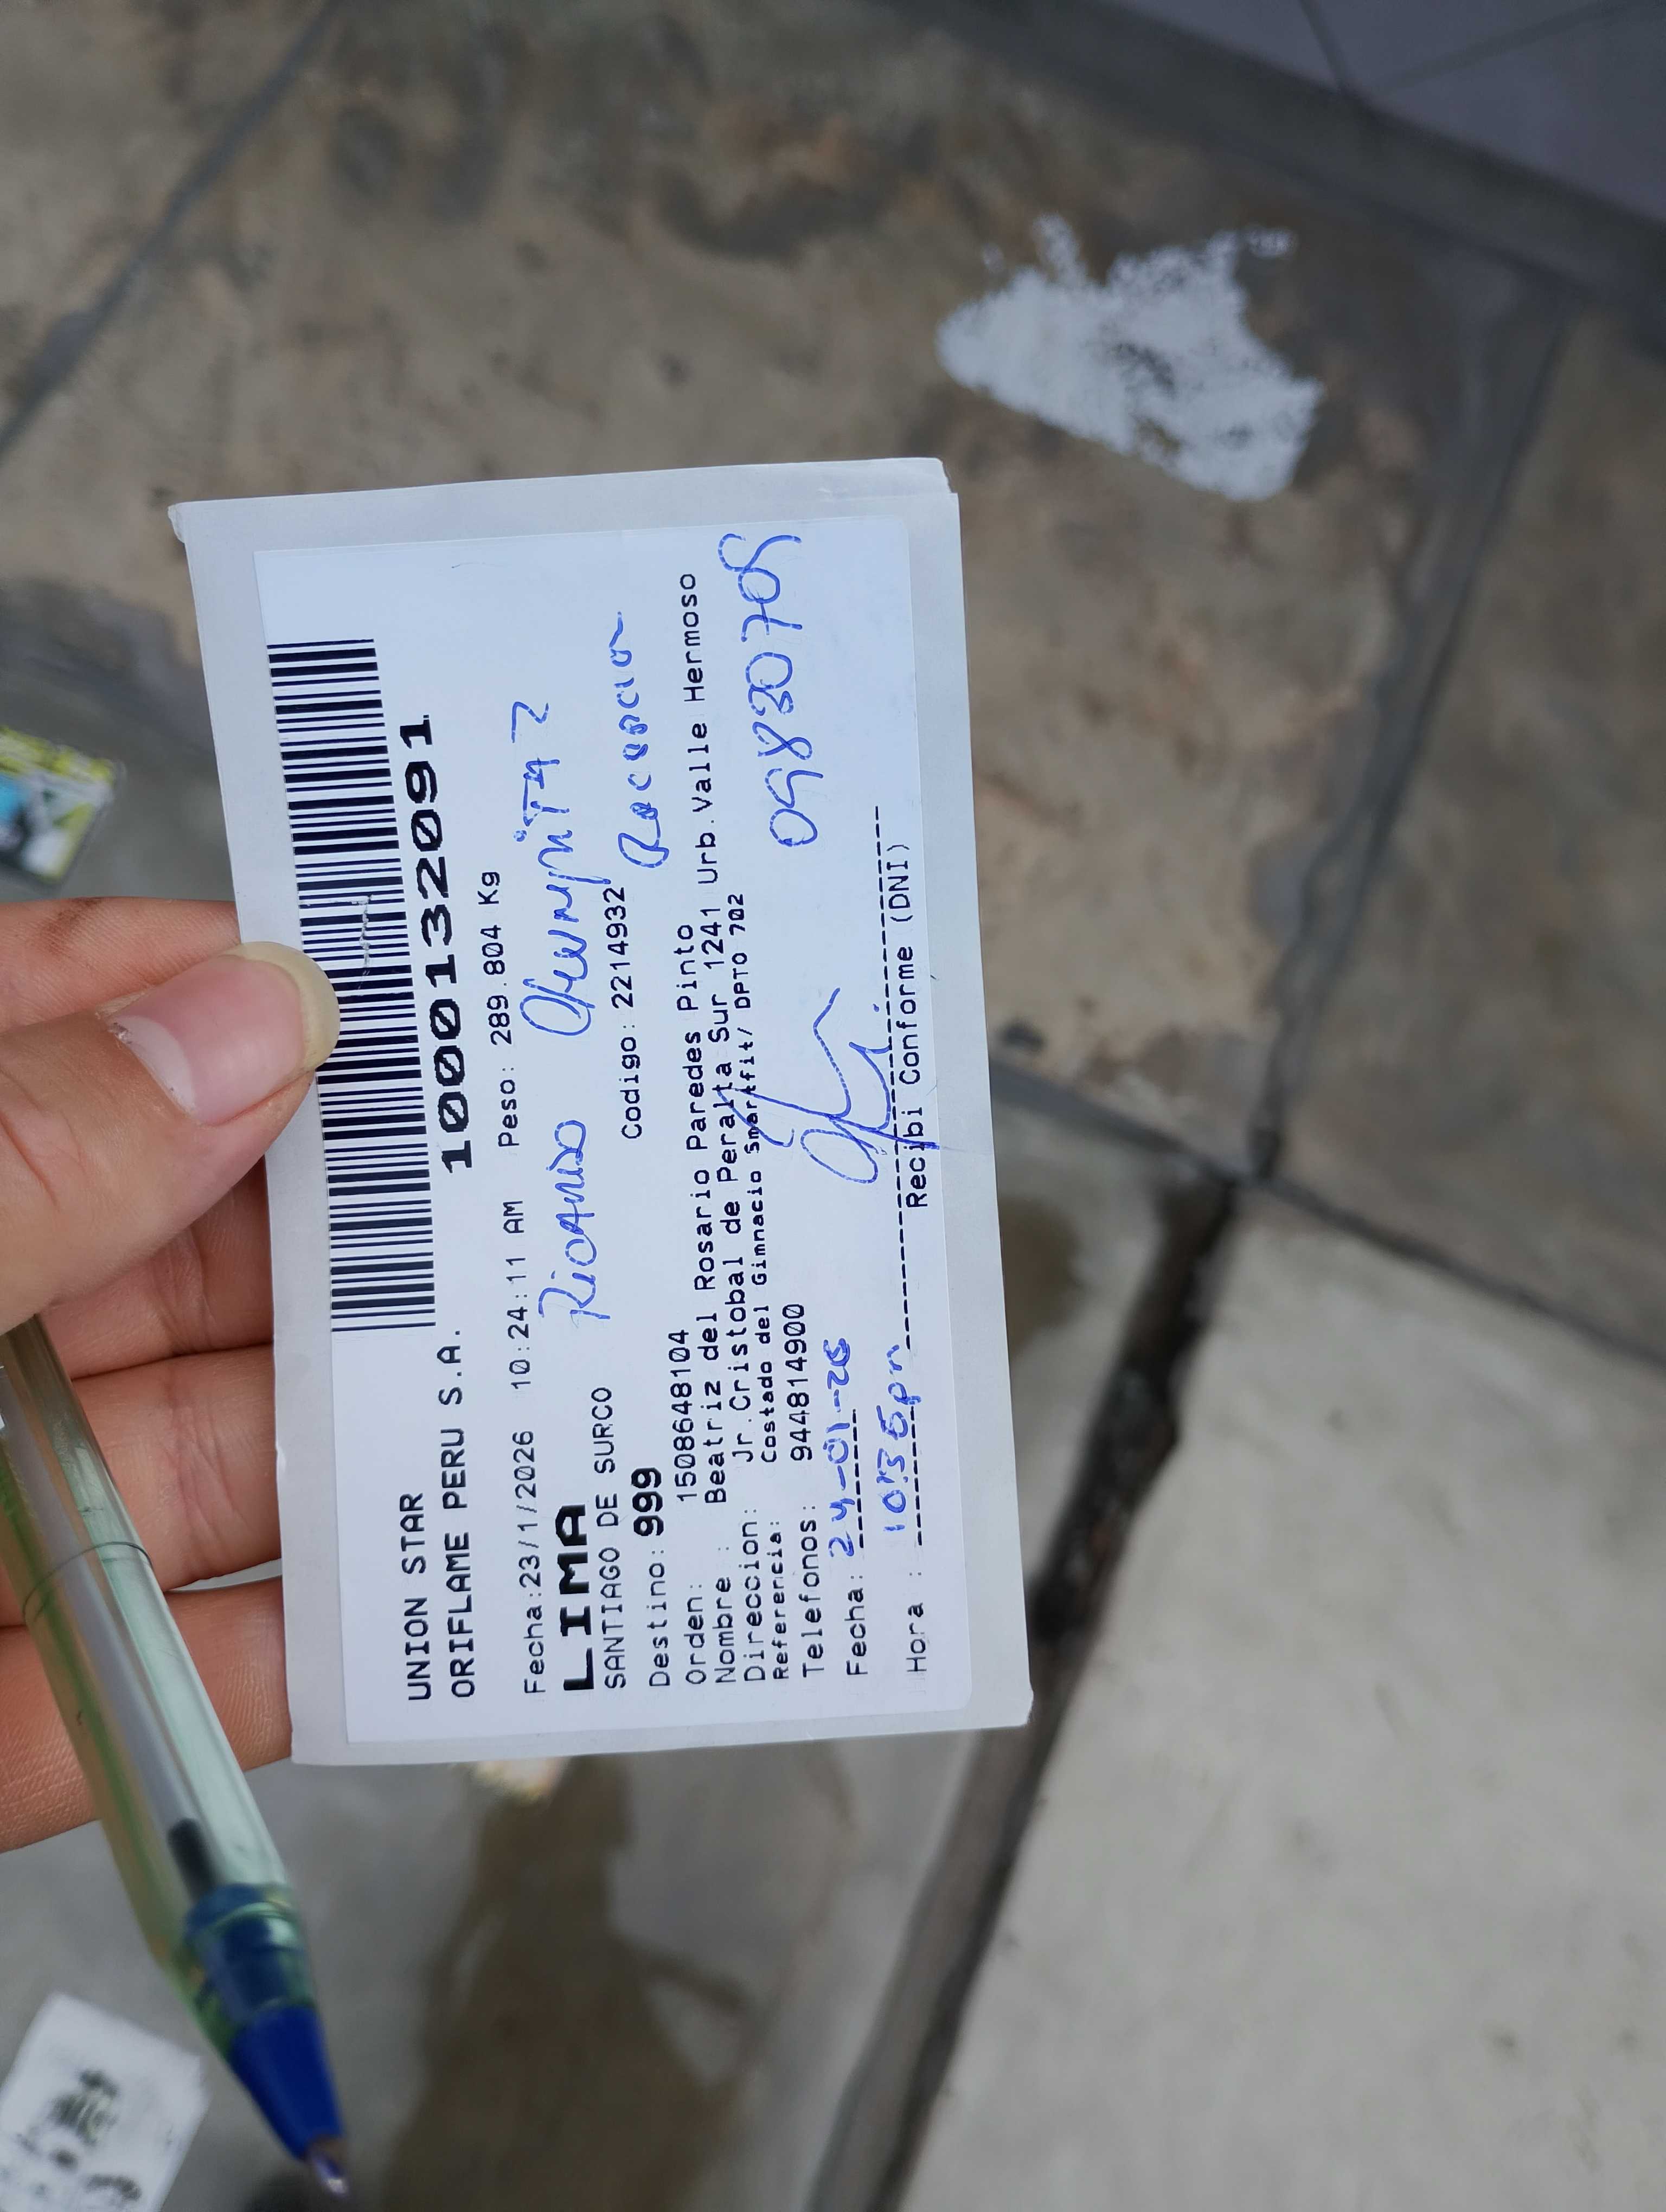 UNION STAR
ORIFLAME PERU S.A.
1000132091
Fecha:23/1/2026 10:24:11 AM Peso: 289.804 Kg
LIMA
Ricardo
SANTIAGO DE SURCO
Codigo: 2214932
Recepcion
Destino: 999
Orden: 1508648104
Nombre : Beatriz del Rosario Paredes Pinto
Direccion: Jr.Cristobal de Peralta Sur 1241 Urb.Valle Hermoso
Referencia: Costado del Gimnacio Smartfit/ DPTO 702
Telefonos: 944814900
Fecha: 24-01-26
Hora :
Recibi Conforme (DNI)